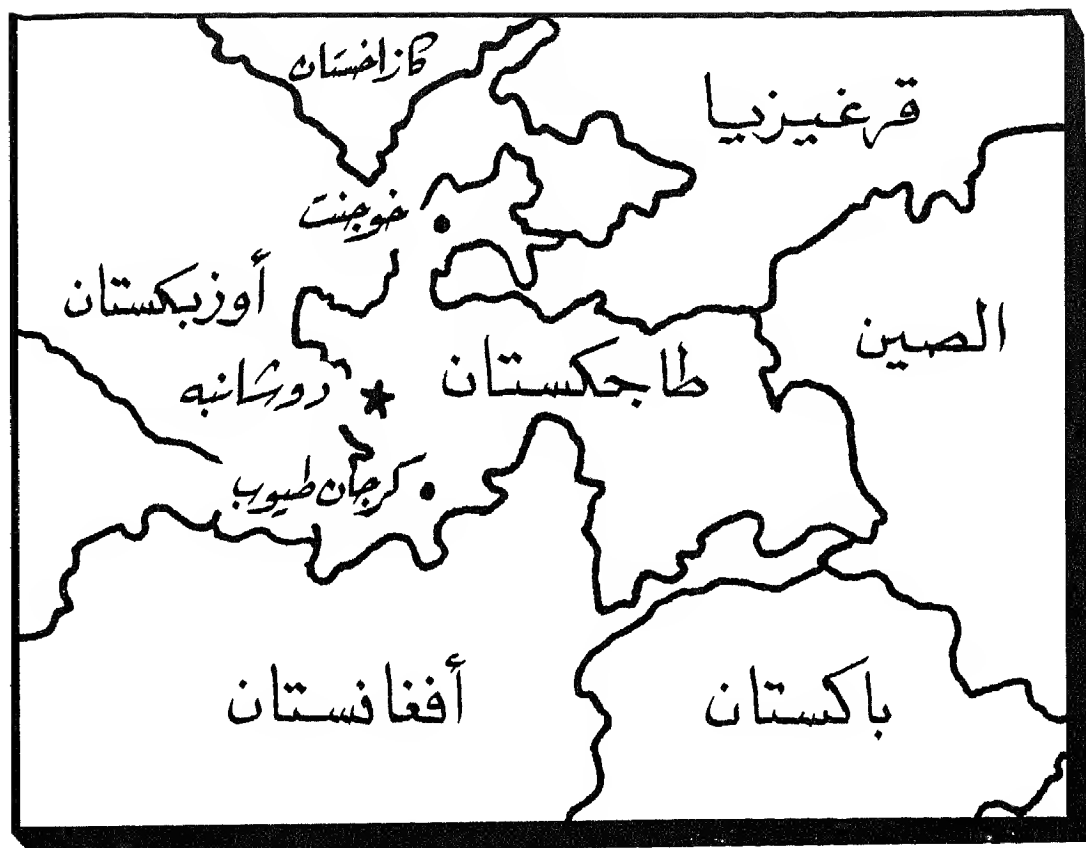 كازاخستان
قرغيزيا
خوجنت
أوزبكستان
الصين
طاجكستان
دوشانبه
كرجان طيوب
أفغانستان
باكستان